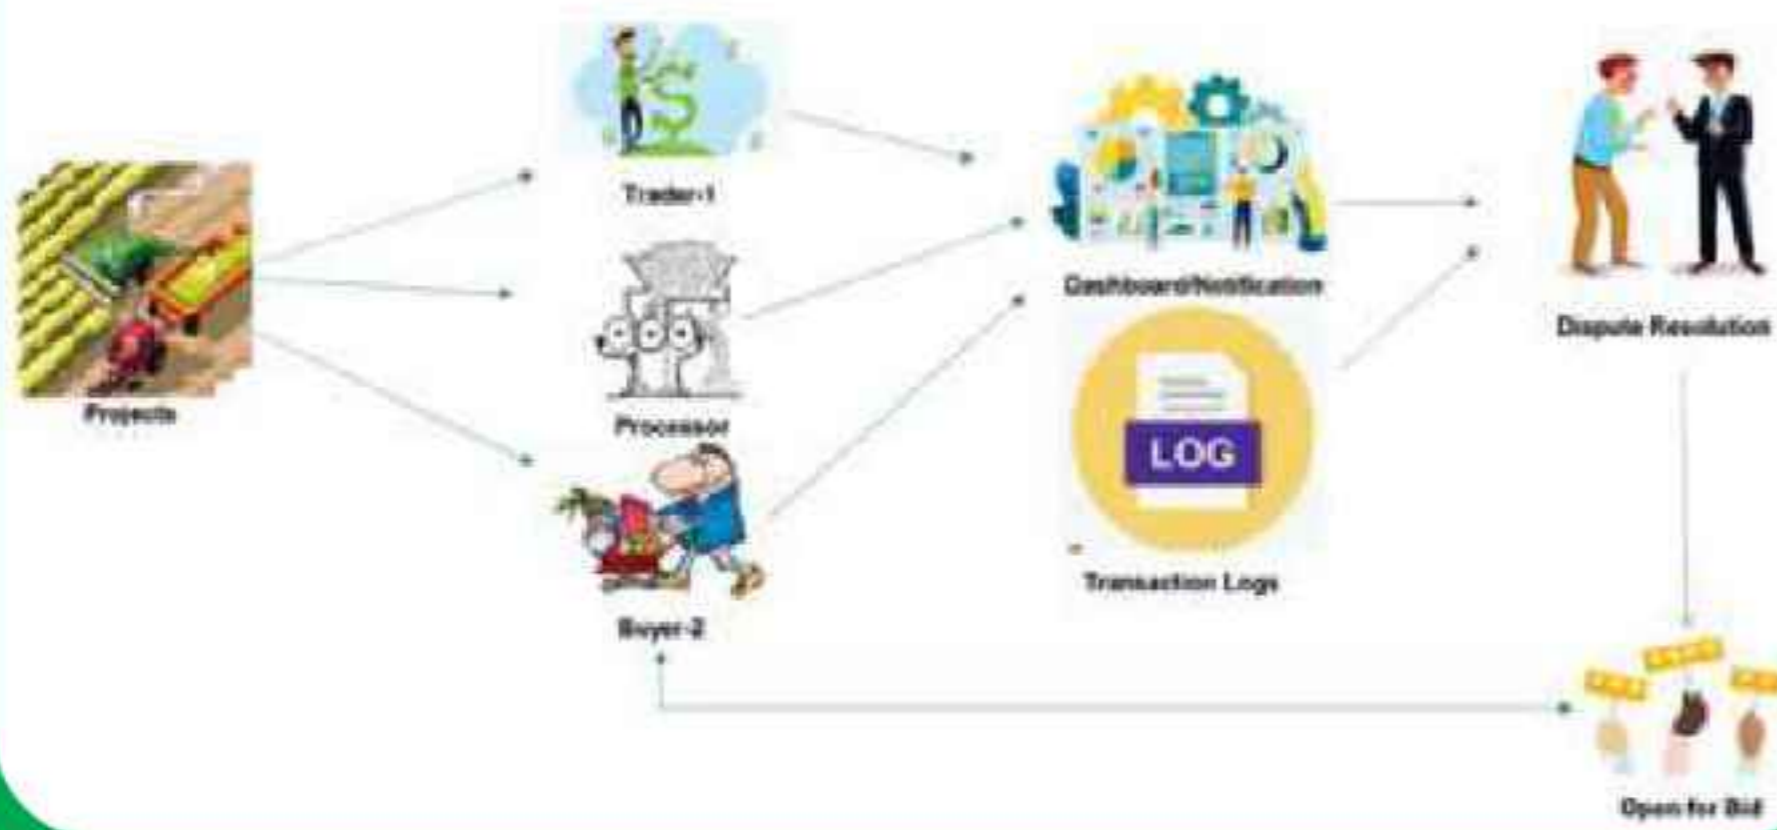 Trader-1
Projects
Processor
Buyer-2
Dashboard/Notification
LOG
Transaction Logs
Dispute Resolution
Open for Bid